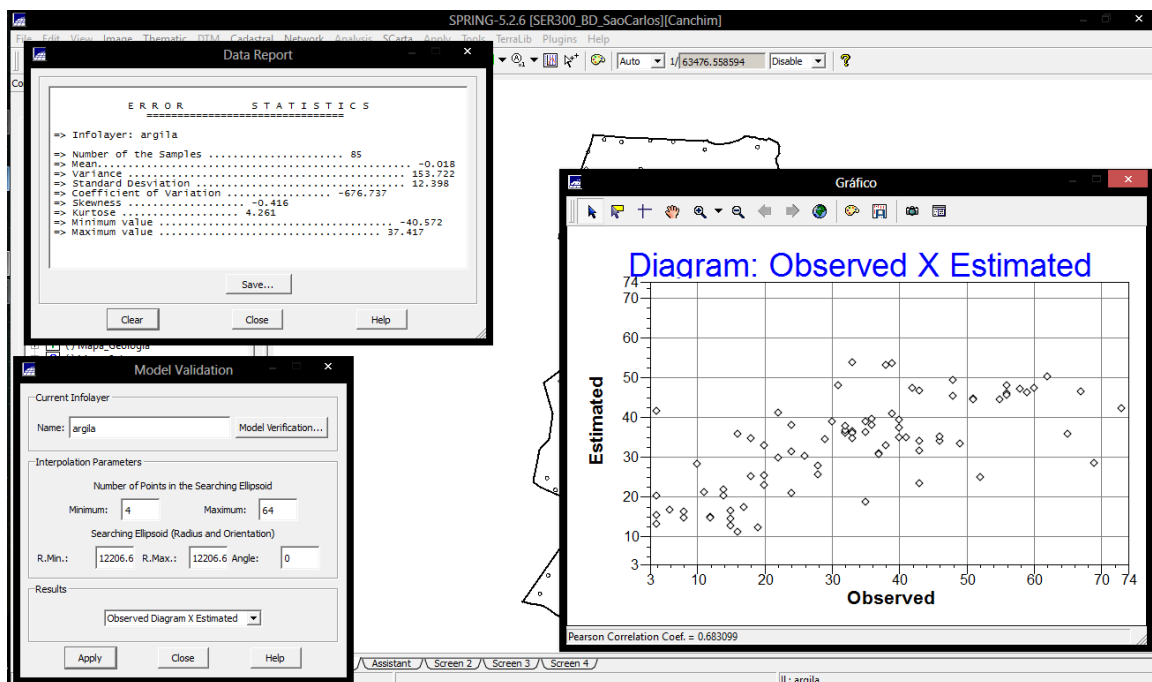 SPRING-5.2.6 [SER300_BD_SaoCarlos][Canchim]
File Edit View Image Thematic DTM Cadastral Network Analysis SCarta Apply Tools TerraLib Plugins Help
Auto 1/ 63476.558594 Disable
Co
Data Report
E R R O R S T A T I S T I C S
================================
=> Infolayer: argila
=> Number of the Samples ...................... 85
=> Mean................................................... -0.018
=> Variance .............................................. 153.722
=> Standard Desviation .................................. 12.398
=> Coefficient of Variation ................. -676.737
=> Skewness ................... -0.416
=> Kurtose ................... 4.261
=> Minimum value ...................................... -40.572
=> Maximum value .................................... 37.417
Save...
Clear Close Help
() Mapa_Geologia
Model Validation
Current Infolayer
Name: argila Model Verification...
Interpolation Parameters
Number of Points in the Searching Ellipsoid
Minimum: 4 Maximum: 64
Searching Ellipsoid (Radius and Orientation)
R.Min.: 12206.6 R.Max.: 12206.6 Angle: 0
Results
Observed Diagram X Estimated
Apply Close Help
Gráfico
Diagram: Observed X Estimated
74
70
60
50
40
30
20
10
3
Estimated
3 10 20 30 40 50 60 70 74
Observed
Pearson Correlation Coef. = 0.683099
Assistant Screen 2 Screen 3 Screen 4
IL: argila